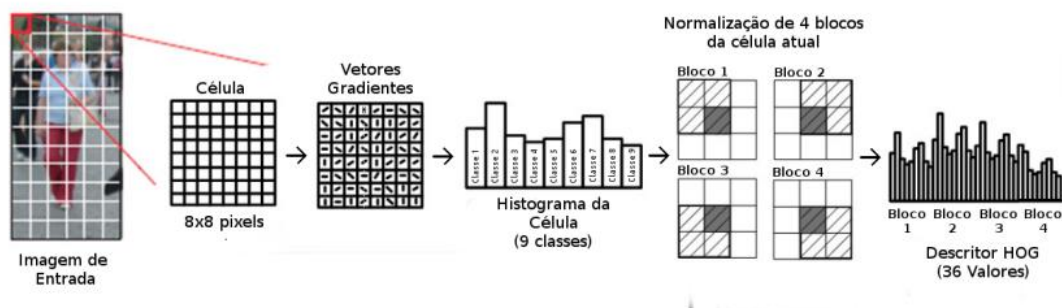 Imagem de
Entrada
Célula
8x8 pixels
Vetores
Gradientes
Classe 1
Classe 2
Classe 3
Classe 4
Classe 5
Classe 6
Classe 7
Classe 8
Classe 9
Histograma da
Célula
(9 classes)
Normalização de 4 blocos
da célula atual
Bloco 1
Bloco 2
Bloco 3
Bloco 4
Bloco Bloco Bloco Bloco
1 2 3 4
Descritor HOG
(36 Valores)